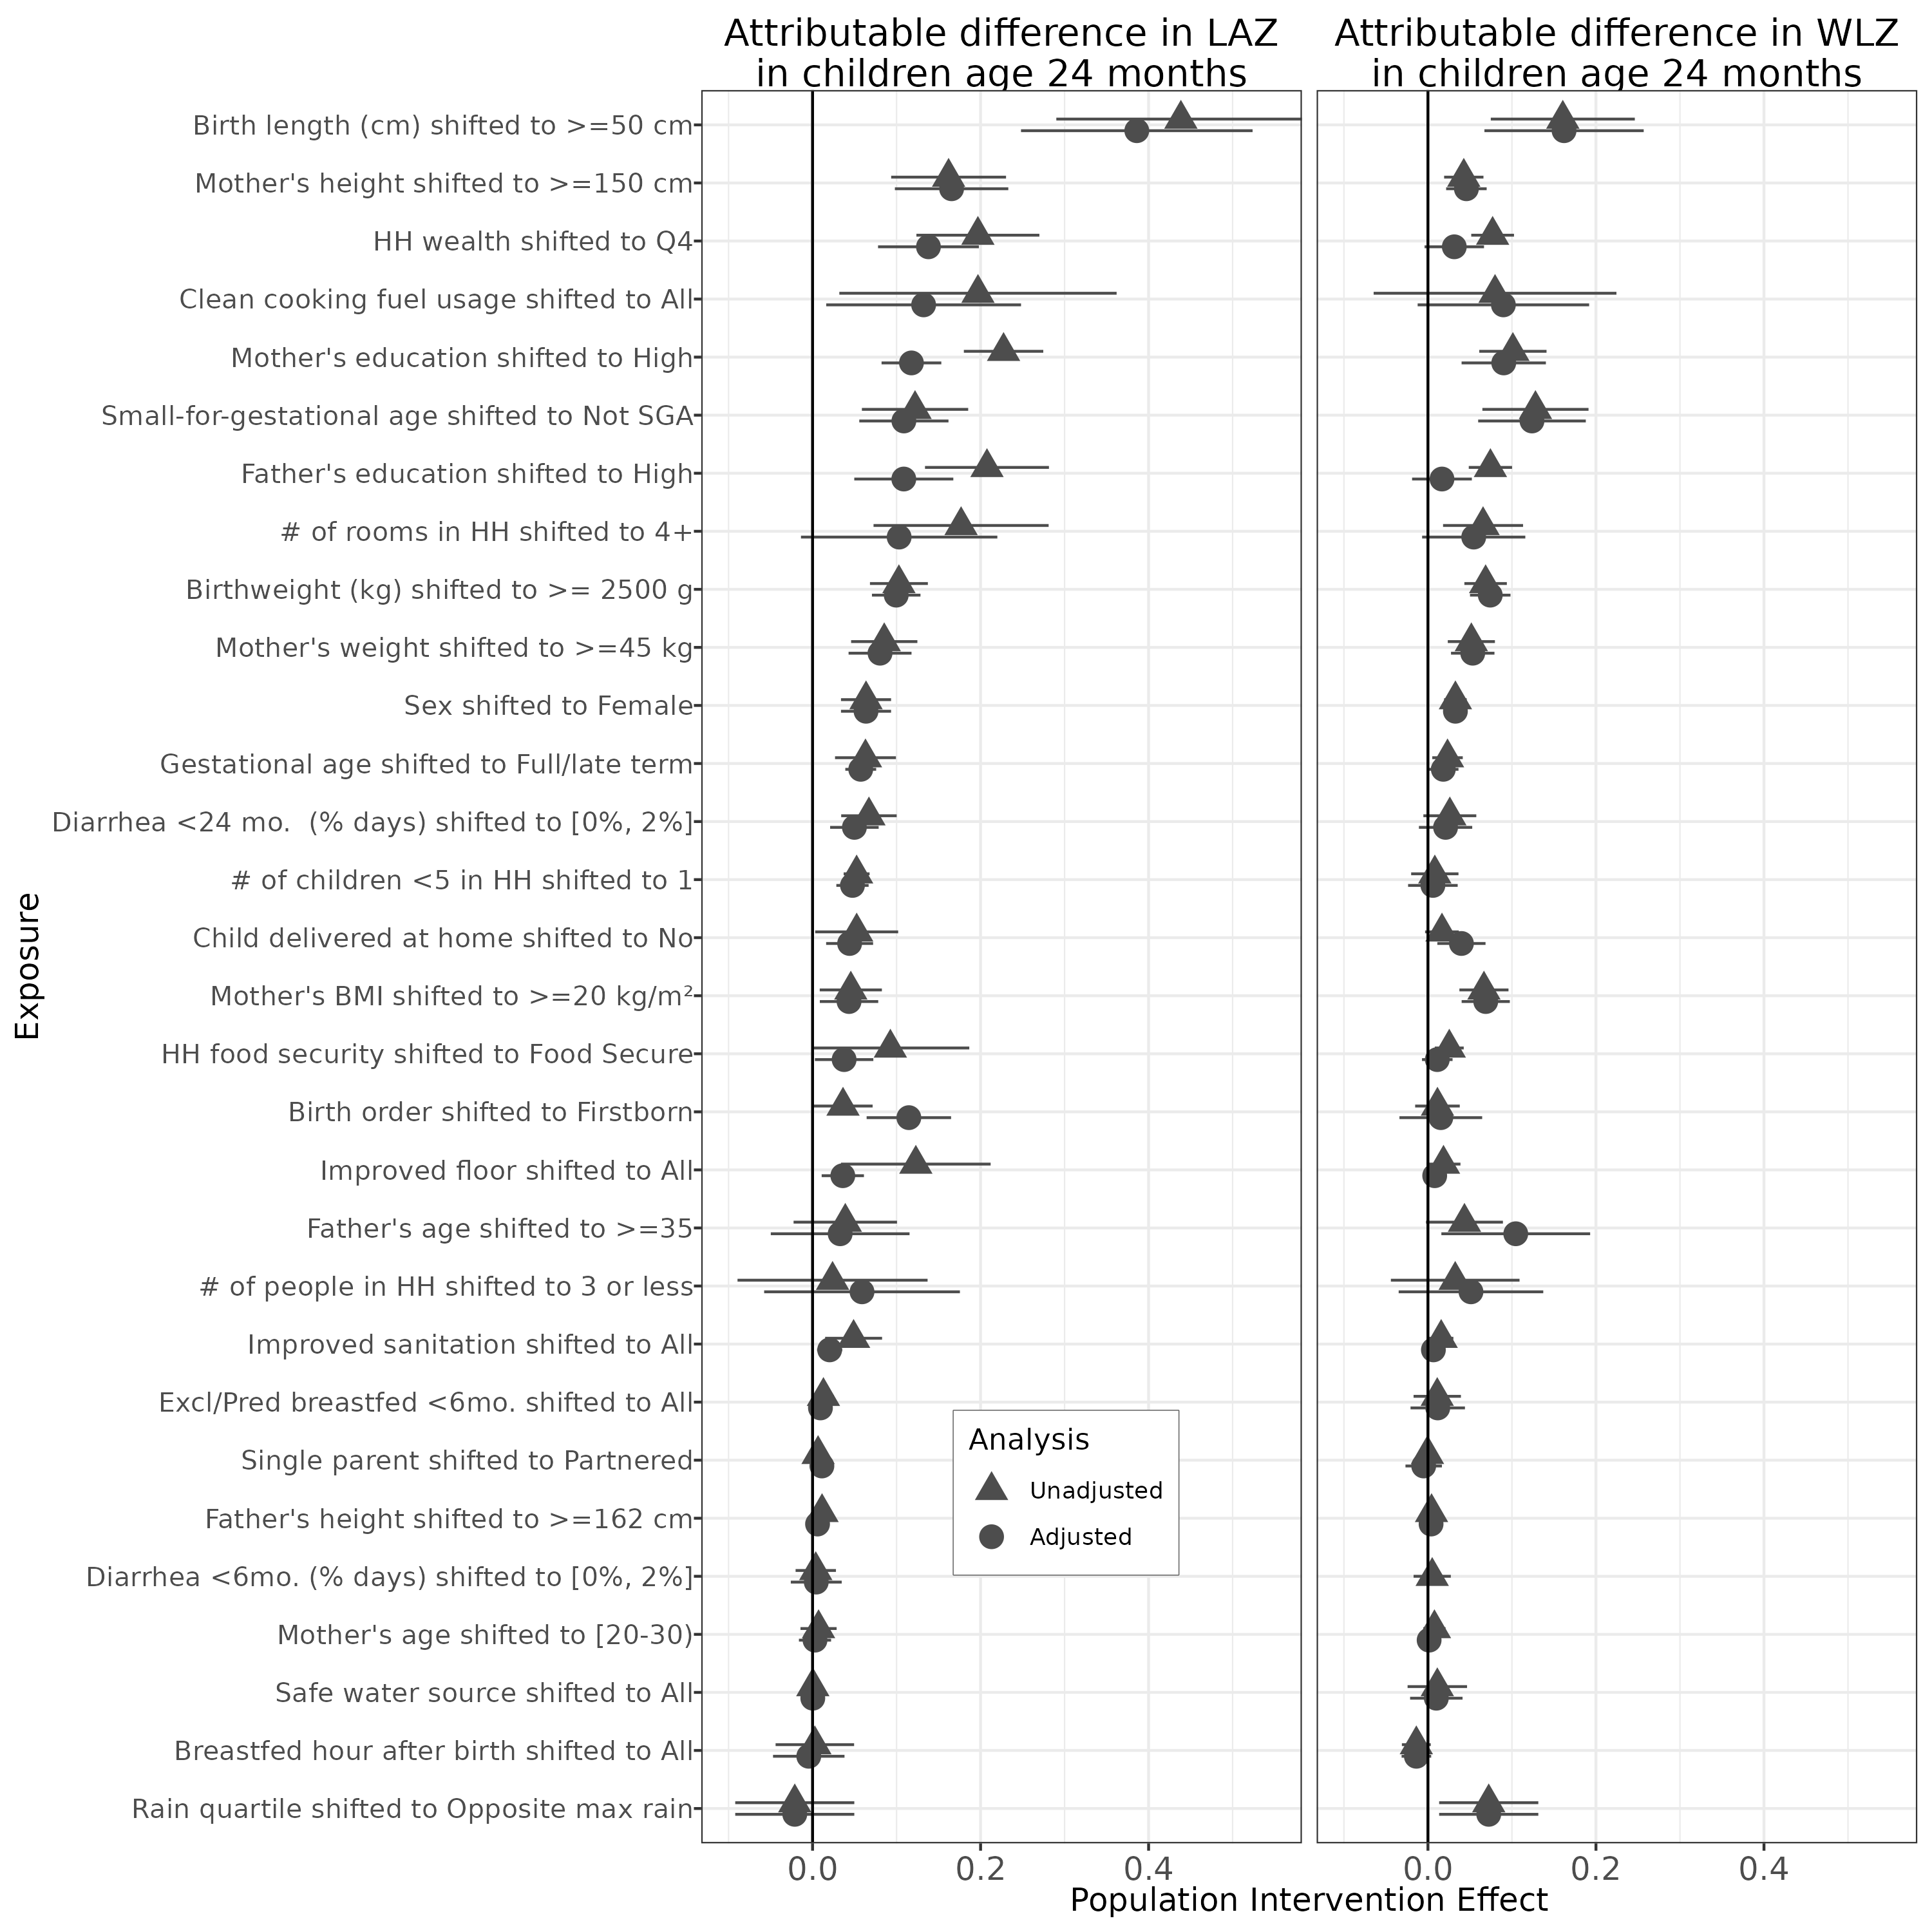 Attributable difference in LAZ
in children age 24 months
Attributable difference in WLZ
in children age 24 months
Exposure
Birth length (cm) shifted to >=50 cm
Mother's height shifted to >=150 cm
HH wealth shifted to Q4
Clean cooking fuel usage shifted to All
Mother's education shifted to High
Small-for-gestational age shifted to Not SGA
Father's education shifted to High
# of rooms in HH shifted to 4+
Birthweight (kg) shifted to >= 2500 g
Mother's weight shifted to >=45 kg
Sex shifted to Female
Gestational age shifted to Full/late term
Diarrhea <24 mo.  (% days) shifted to [0%, 2%]
# of children <5 in HH shifted to 1
Child delivered at home shifted to No
Mother's BMI shifted to >=20 kg/m²
HH food security shifted to Food Secure
Birth order shifted to Firstborn
Improved floor shifted to All
Father's age shifted to >=35
# of people in HH shifted to 3 or less
Improved sanitation shifted to All
Excl/Pred breastfed <6mo. shifted to All
Single parent shifted to Partnered
Father's height shifted to >=162 cm
Diarrhea <6mo. (% days) shifted to [0%, 2%]
Mother's age shifted to [20-30)
Safe water source shifted to All
Breastfed hour after birth shifted to All
Rain quartile shifted to Opposite max rain
Analysis
Unadjusted
Adjusted
0.0 0.2 0.4
0.0 0.2 0.4
Population Intervention Effect